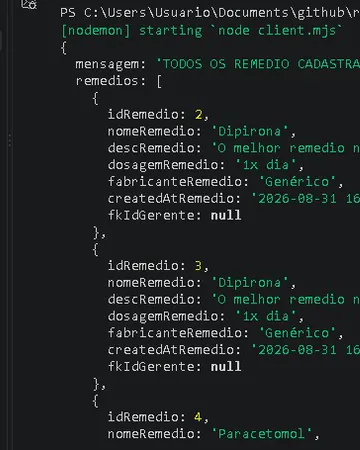 PS C:\Users\Usuario\Documents\github\r
[nodemon] starting `node client.mjs`
{
mensagem: 'TODOS OS REMEDIO CADASTRA
remedios: [
{
idRemedio: 2,
nomeRemedio: 'Dipirona',
descRemedio: 'O melhor remedio n
dosagemRemedio: '1x dia',
fabricanteRemedio: 'Genérico',
createdAtRemedio: '2026-08-31 16
fkIdGerente: null
},
{
idRemedio: 3,
nomeRemedio: 'Dipirona',
descRemedio: 'O melhor remedio n
dosagemRemedio: '1x dia',
fabricanteRemedio: 'Genérico',
createdAtRemedio: '2026-08-31 16
fkIdGerente: null
},
{
idRemedio: 4,
nomeRemedio: 'Paracetomol',